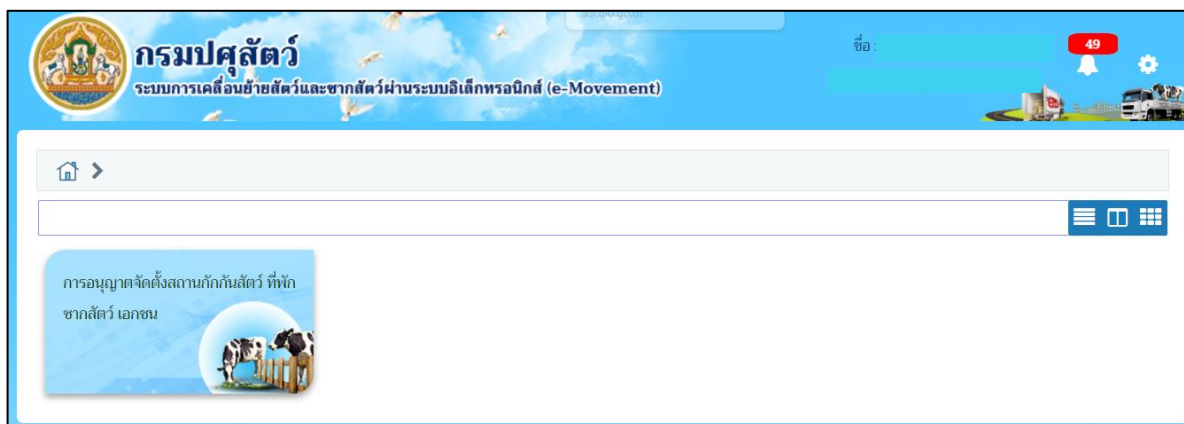 กรมปศุสัตว์
ระบบการเคลื่อนย้ายสัตว์และซากสัตว์ผ่านระบบอิเล็กทรอนิกส์ (e-Movement)
ชื่อ :
49
การอนุญาตจัดตั้งสถานกักกันสัตว์ ที่พัก
ซากสัตว์ เอกชน